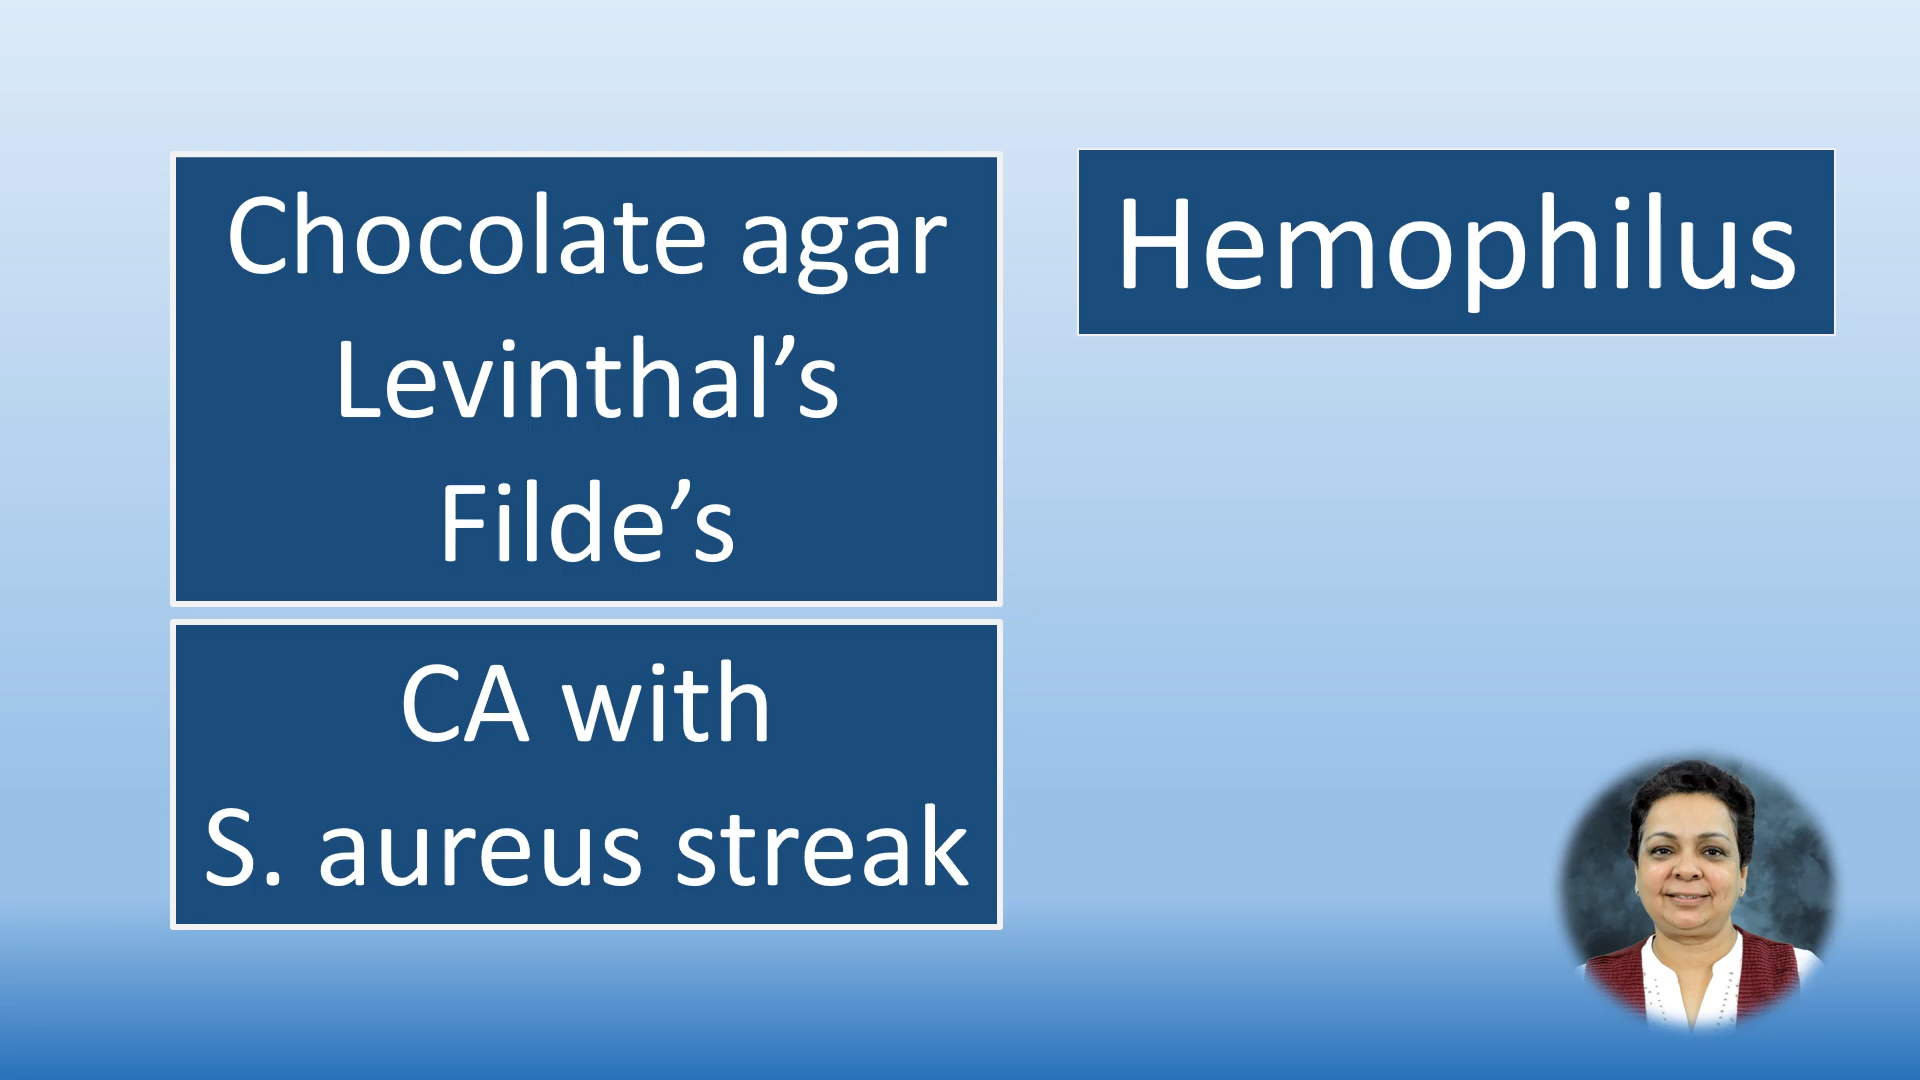 Chocolate agar
Levinthal’s
Filde’s
CA with
S. aureus streak
Hemophilus